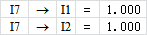 I7 → I1 = 1.000
I7 → I2 = 1.000